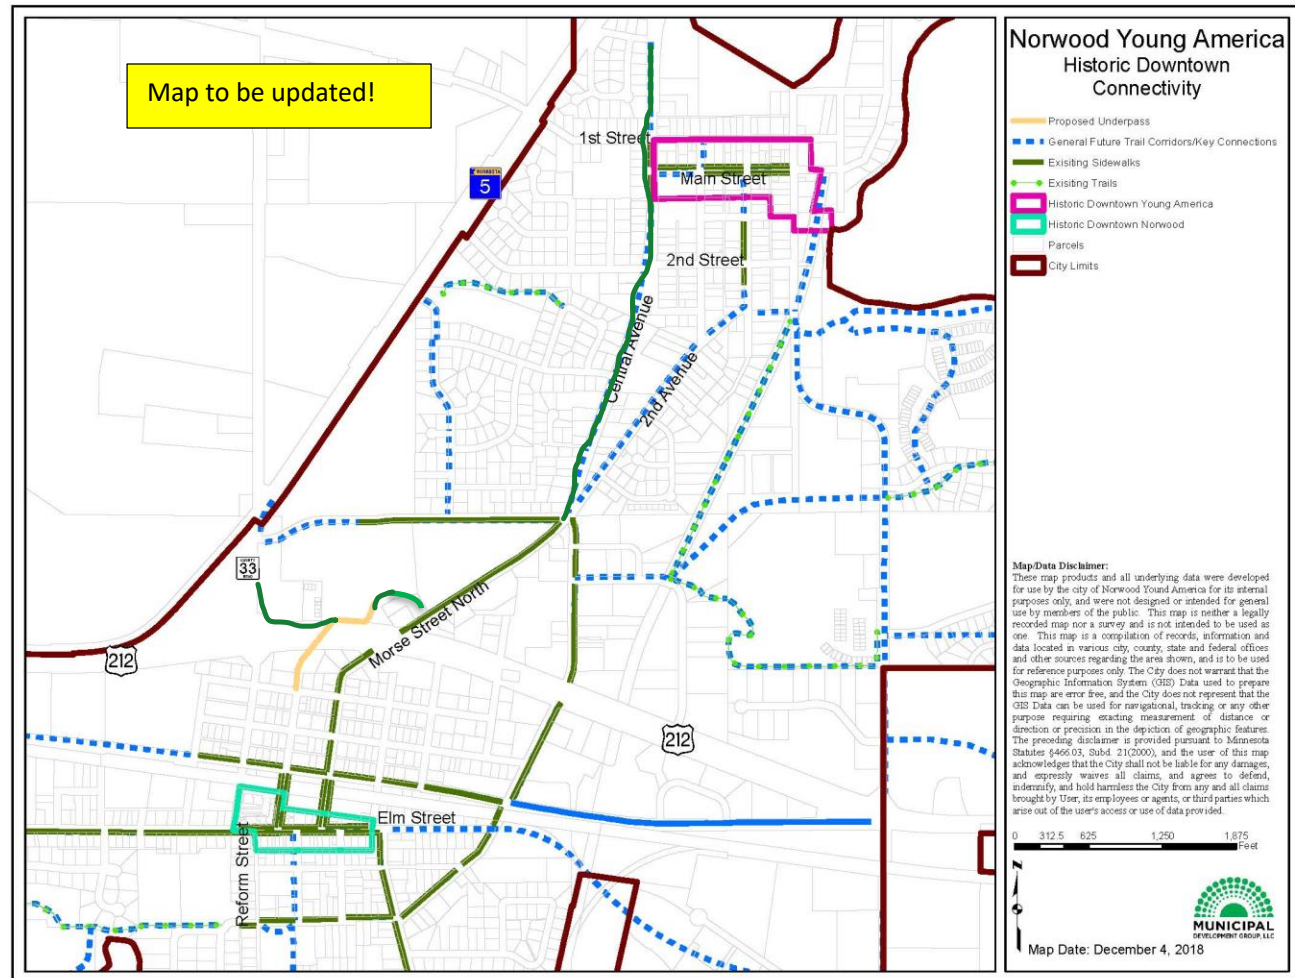 Map to be updated!
1st Street
MINNESOTA
5
Main Street
2nd Street
Central Avenue
2nd Avenue
COUNTY
33
ROAD
Morse Street North
212
212
Elm Street
Reform Street
Norwood Young America
Historic Downtown
Connectivity
Proposed Underpass
General Future Trail Corridors/Key Connections
Exisiting Sidewalks
Exisiting Trails
Historic Downtown Young America
Historic Downtown Norwood
Parcels
City Limits
Map/Data Disclaimer:
These map products and all underlying data were developed
for use by the city of Norwood Yound America for its internal
purposes only, and were not designed or intended for general
use by members of the public. This map is neither a legally
recorded map nor a survey and is not intended to be used as
one. This map is a compilation of records, information and
data located in various city, county, state and federal offices
and other sources regarding the area shown, and is to be used
for reference purposes only. The City does not warrant that the
Geographic Information System (GIS) Data used to prepare
this map are error free, and the City does not represent that the
GIS Data can be used for navigational, tracking or any other
purpose requiring exacting measurement of distance or
direction or precision in the depiction of geographic features.
The preceding disclaimer is provided pursuant to Minnesota
Statutes §466.03, Subd. 21(2000), and the user of this map
acknowledges that the City shall not be liable for any damages,
and expressly waives all claims, and agrees to defend,
indemnify, and hold harmless the City from any and all claims
brought by User, its employees or agents, or third parties which
arise out of the user's access or use of data provided.
0 312.5 625 1,250 1,875
Feet
N
MUNICIPAL
DEVELOPMENT GROUP, LLC
Map Date: December 4, 2018